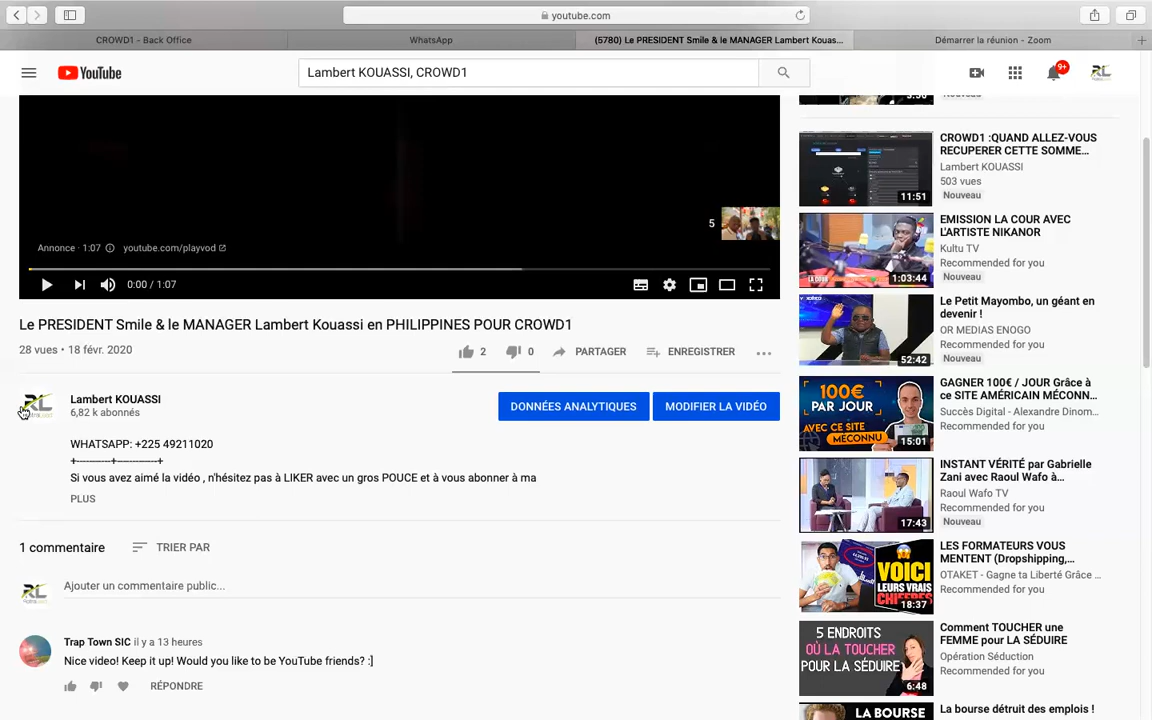 youtube.com
CROWD1 - Back Office
WhatsApp
(5780) Le PRESIDENT Smile & le MANAGER Lambert Kouas...
Démarrer la réunion - Zoom
YouTube
Lambert KOUASSI, CROWD1
9+
Nouveau
5
Annonce · 1:07
youtube.com/playvod
0:00 / 1:07
Le PRESIDENT Smile & le MANAGER Lambert Kouassi en PHILIPPINES POUR CROWD1
28 vues • 18 févr. 2020
2
0
PARTAGER
ENREGISTRER
Lambert KOUASSI
6,82 k abonnés
DONNÉES ANALYTIQUES
MODIFIER LA VIDÉO
WHATSAPP: +225 49211020
+-----------+-------------+
Si vous avez aimé la vidéo , n'hésitez pas à LIKER avec un gros POUCE et à vous abonner à ma
PLUS
1 commentaire
TRIER PAR
Ajouter un commentaire public...
Trap Town SIC il y a 13 heures
Nice video! Keep it up! Would you like to be YouTube friends? :]
RÉPONDRE
CROWD1 :QUAND ALLEZ-VOUS
RECUPERER CETTE SOMME...
Lambert KOUASSI
503 vues
Nouveau
11:51
EMISSION LA COUR AVEC
L'ARTISTE NIKANOR
Kultu TV
Recommended for you
Nouveau
1:03:44
Le Petit Mayombo, un géant en
devenir !
OR MEDIAS ENOGO
Recommended for you
Nouveau
52:42
100€
PAR JOUR
AVEC CE SITE
MÉCONNU
15:01
GAGNER 100€ / JOUR Grâce à
ce SITE AMÉRICAIN MÉCONN...
Succès Digital - Alexandre Dinom...
Recommended for you
INSTANT VÉRITÉ par Gabrielle
Zani avec Raoul Wafo à...
Raoul Wafo TV
Recommended for you
Nouveau
17:43
VOICI
LEURS VRAIS
CHIFFRES
18:37
LES FORMATEURS VOUS
MENTENT (Dropshipping,...
OTAKET - Gagne ta Liberté Grâce ...
Recommended for you
5 ENDROITS
OÙ LA TOUCHER
POUR LA SÉDUIRE
6:48
Comment TOUCHER une
FEMME pour LA SÉDUIRE
Opération Séduction
Recommended for you
LA BOURSE
La bourse détruit des emplois !